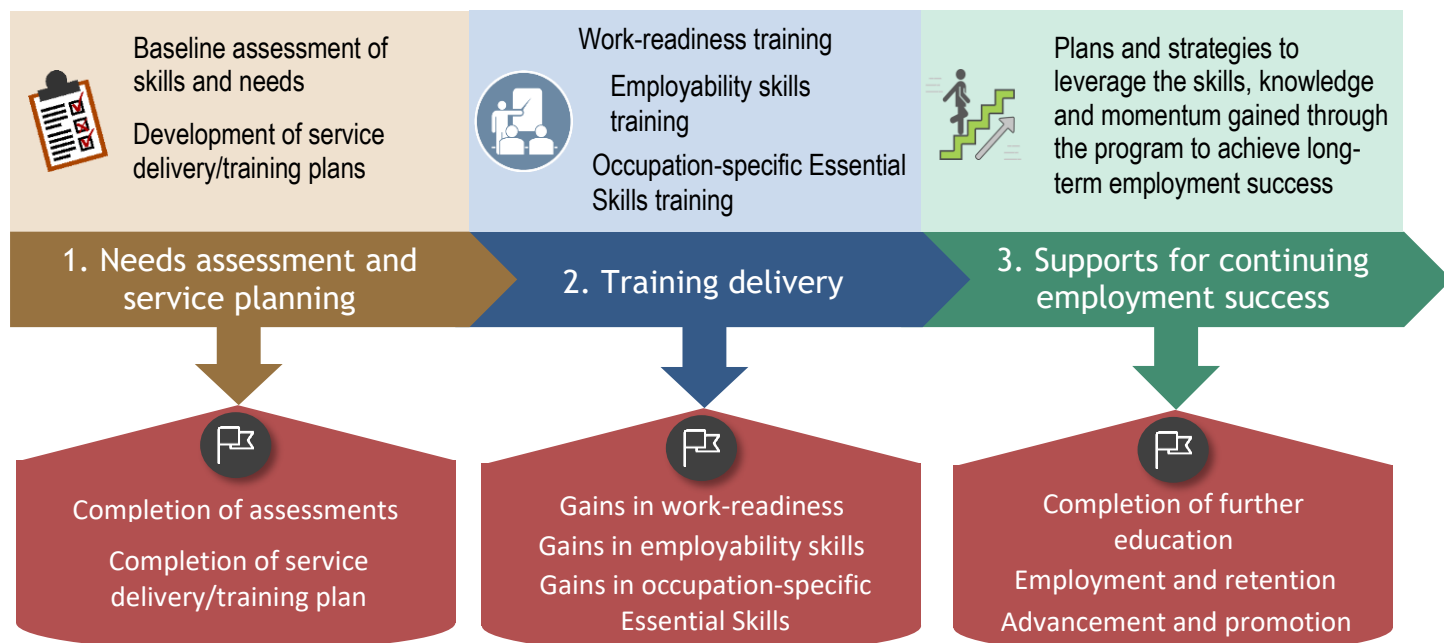 Baseline assessment of
skills and needs
Development of service
delivery/training plans
Work-readiness training
Employability skills
training
Occupation-specific Essential
Skills training
Plans and strategies to
leverage the skills, knowledge
and momentum gained through
the program to achieve long-
term employment success
1. Needs assessment and
service planning
2. Training delivery
3. Supports for continuing
employment success
Completion of assessments
Completion of service
delivery/training plan
Gains in work-readiness
Gains in employability skills
Gains in occupation-specific
Essential Skills
Completion of further
education
Employment and retention
Advancement and promotion